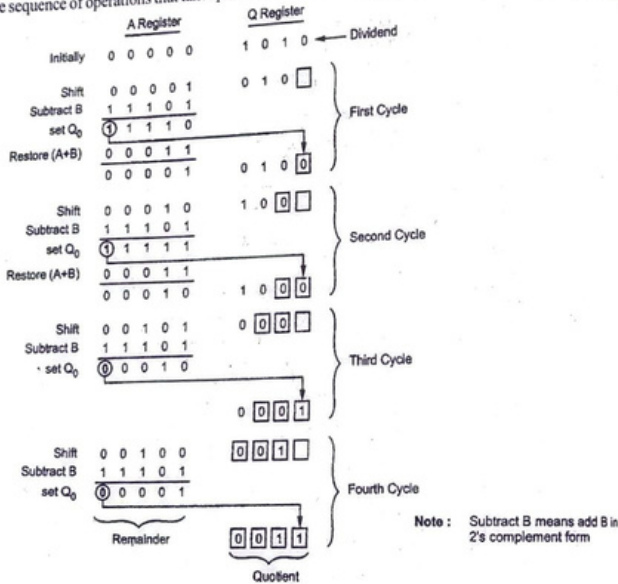 e sequence of operations that
A Register Q Register
Initially 0 0 0 0 0 1 0 1 0 Dividend
Shift 0 0 0 0 1 0 1 0
Subtract B 1 1 1 0 1
set Q0 1 1 1 1 0 First Cycle
Restore (A+B) 0 0 0 1 1
0 0 0 0 1 0 1 0 0
Shift 0 0 0 1 0 1 0 0
Subtract B 1 1 1 0 1
set Q0 1 1 1 1 1 Second Cycle
Restore (A+B) 0 0 0 1 1
0 0 0 1 0 1 0 0 0
Shift 0 0 1 0 1 0 0 0
Subtract B 1 1 1 0 1
set Q0 0 0 0 1 0 Third Cycle
0 0 0 1
Shift 0 0 1 0 0 0 0 1
Subtract B 1 1 1 0 1
set Q0 0 0 0 0 1 Fourth Cycle
Remainder 0 0 1 1
Quotient
Note : Subtract B means add B in
2's complement form